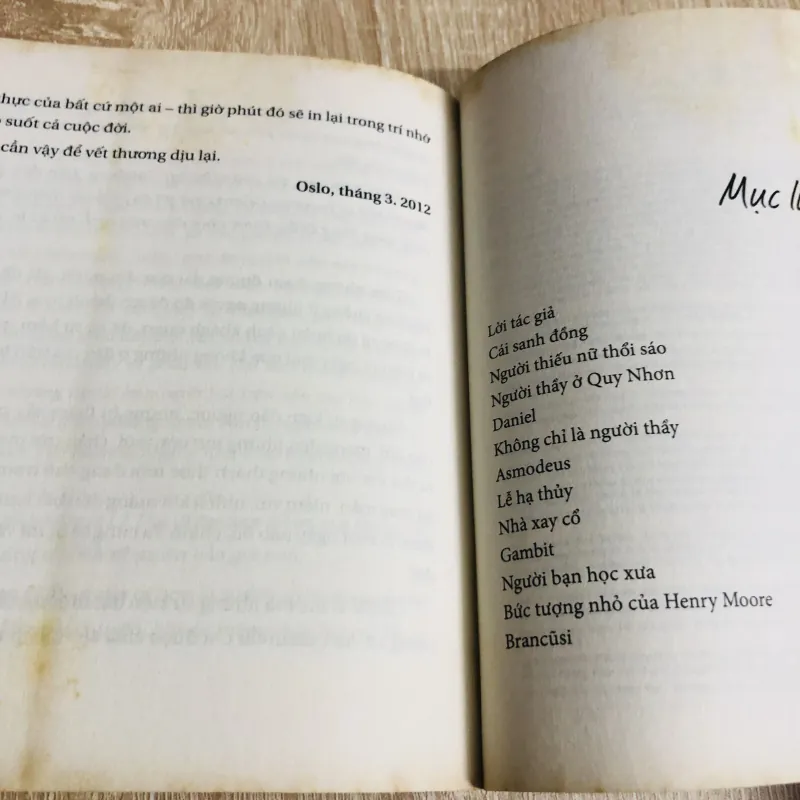 thực của bất cứ một ai – thì giờ phút đó sẽ in lại trong trí nhớ
suốt cả cuộc đời.
cần vậy để vết thương dịu lại.
Oslo, tháng 3. 2012
Mục
Lời tác giả
Cái sanh đồng
Người thiếu nữ thổi sáo
Người thầy ở Quy Nhơn
Daniel
Không chỉ là người thầy
Asmodeus
Lễ hạ thủy
Nhà xay cổ
Gambit
Người bạn học xưa
Bức tượng nhỏ của Henry Moore
Brancūsi